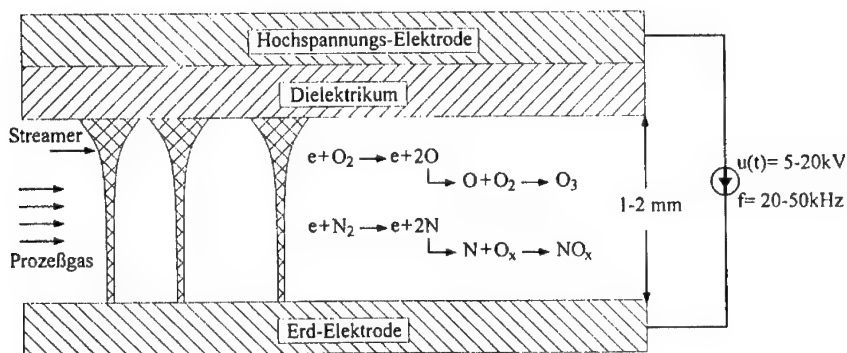 Hochspannungs-Elektrode
Dielektrikum
Streamer
e+O₂→e+2O
O+O₂→O₃
u(t)= 5-20kV
f= 20-50kHz
1-2 mm
e+N₂→e+2N
N+Oₓ→NOₓ
Prozeßgas
Erd-Elektrode